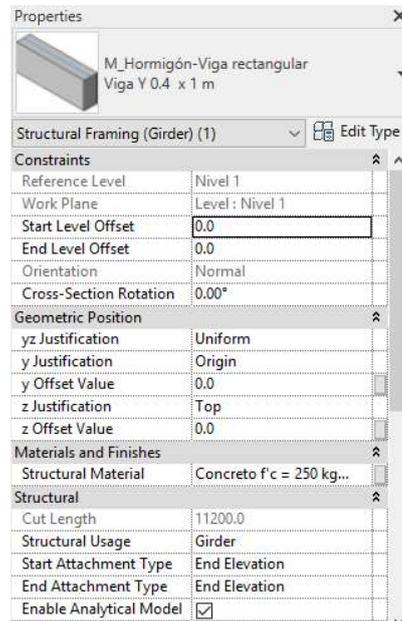 Properties
M_Hormigón-Viga rectangular
Viga Y 0.4 x 1 m
Structural Framing (Girder) (1) Edit Type
Constraints
Reference Level Nivel 1
Work Plane Level : Nivel 1
Start Level Offset 0.0
End Level Offset 0.0
Orientation Normal
Cross-Section Rotation 0.00°
Geometric Position
yz Justification Uniform
y Justification Origin
y Offset Value 0.0
z Justification Top
z Offset Value 0.0
Materials and Finishes
Structural Material Concreto f'c = 250 kg...
Structural
Cut Length 11200.0
Structural Usage Girder
Start Attachment Type End Elevation
End Attachment Type End Elevation
Enable Analytical Model